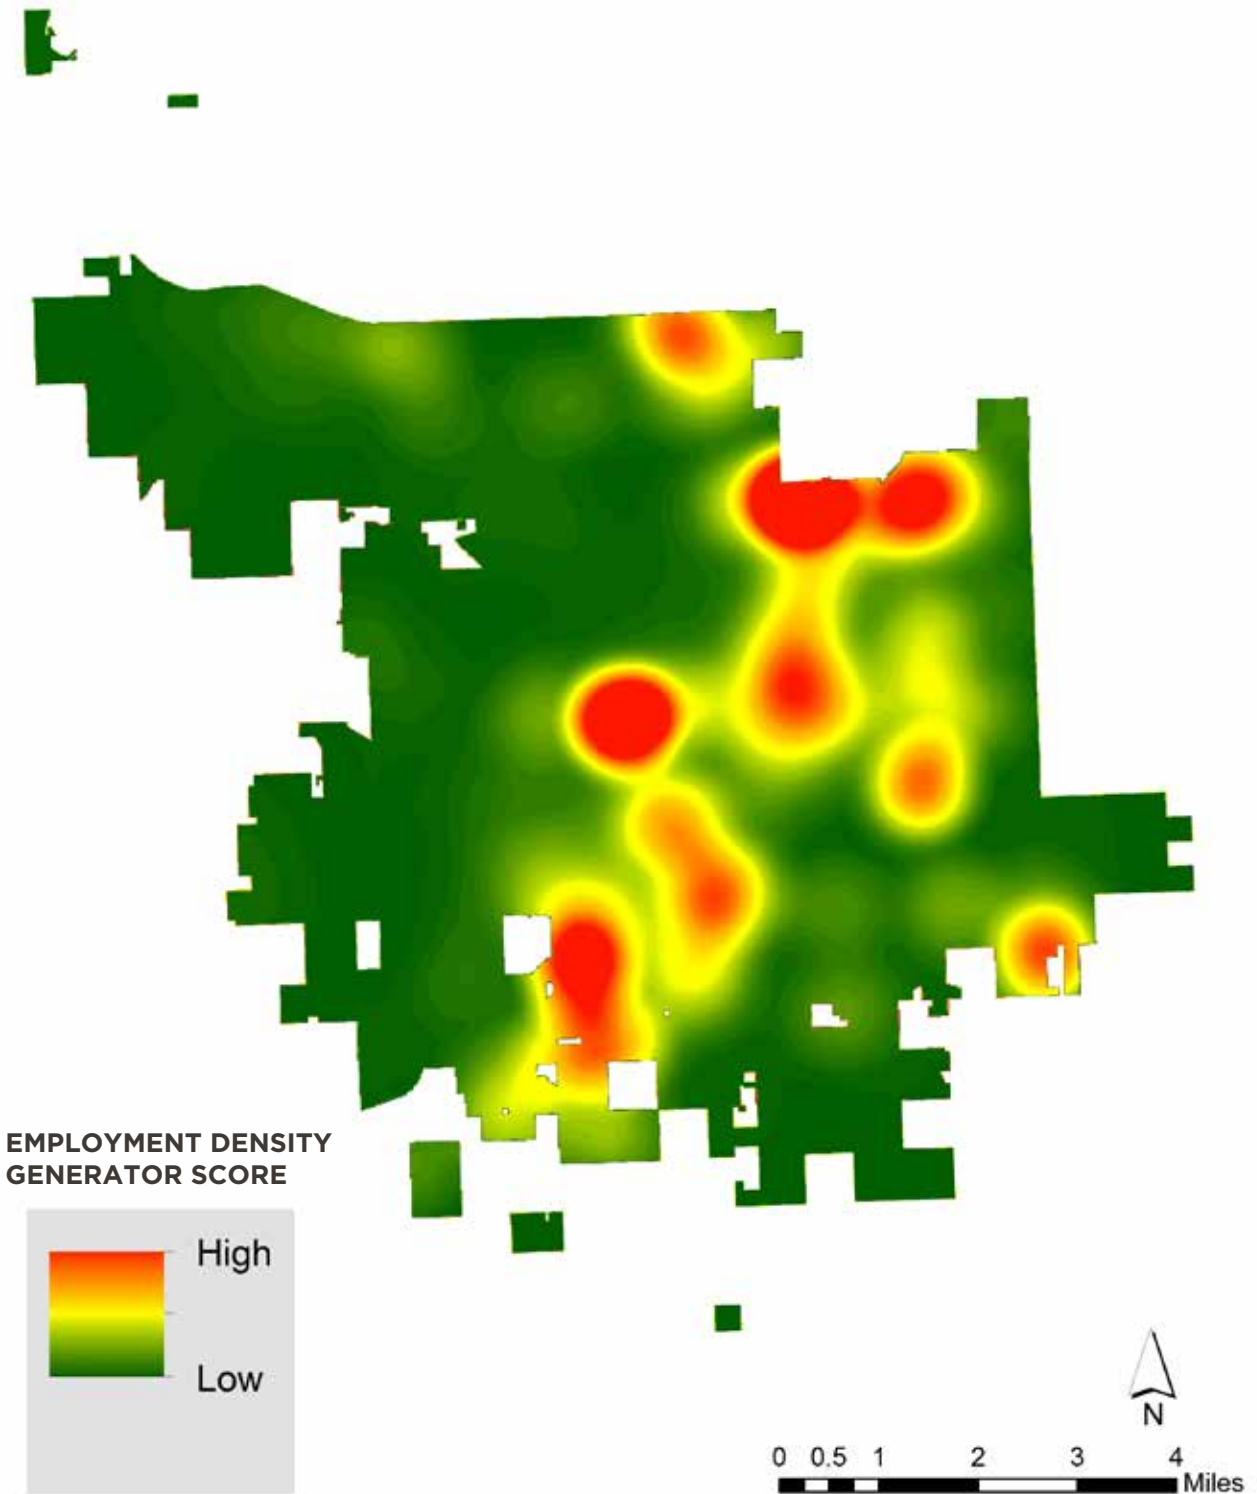 EMPLOYMENT DENSITY
GENERATOR SCORE
High
Low
N
0 0.5 1 2 3 4
Miles